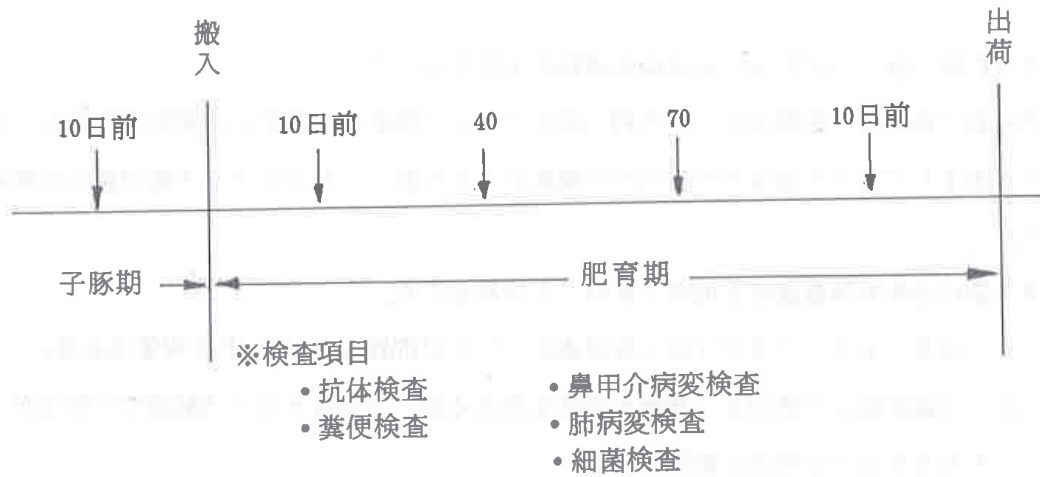 搬入
出荷
10日前
10日前
40
70
10日前
子豚期
肥育期
※検査項目
・抗体検査
・糞便検査
・鼻甲介病変検査
・肺病変検査
・細菌検査